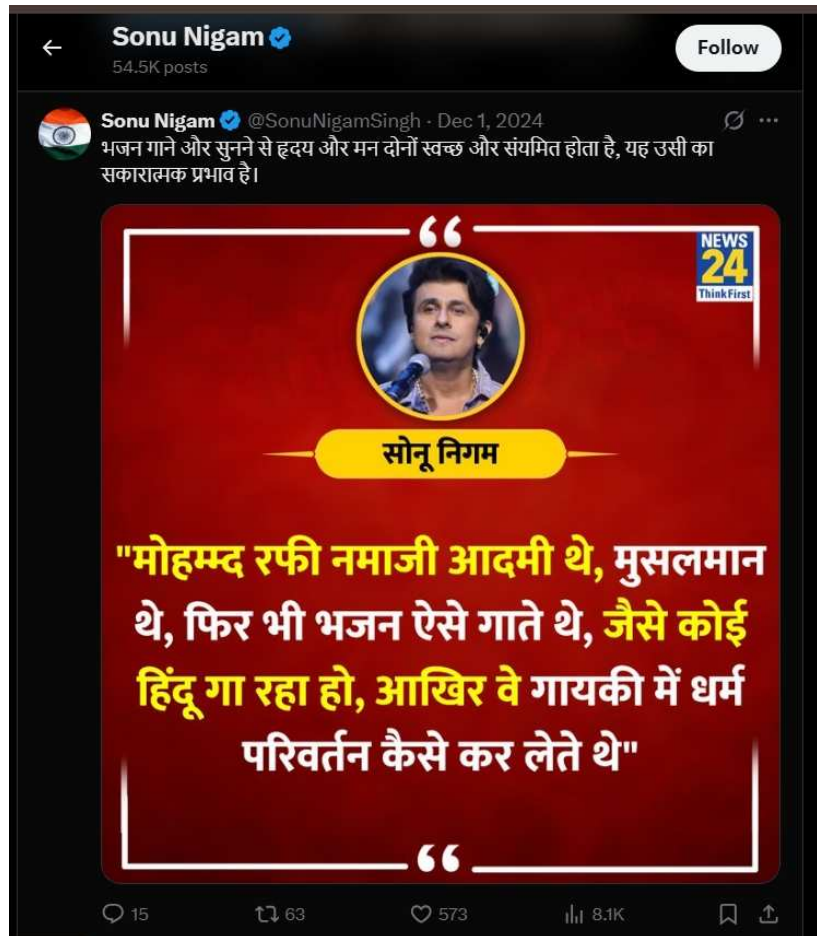 Sonu Nigam
54.5K posts
Follow
Sonu Nigam @SonuNigamSingh · Dec 1, 2024
भजन गाने और सुनने से हृदय और मन दोनों स्वच्छ और संयमित होता है, यह उसी का
सकारात्मक प्रभाव है।
NEWS
24
Think First
सोनू निगम
"मोहम्म्द रफी नमाजी आदमी थे, मुसलमान
थे, फिर भी भजन ऐसे गाते थे, जैसे कोई
हिंदू गा रहा हो, आखिर वे गायकी में धर्म
परिवर्तन कैसे कर लेते थे"
15 63 573 8.1K